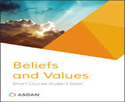 Beliefs
and Values
Short Course student book
ASDAN